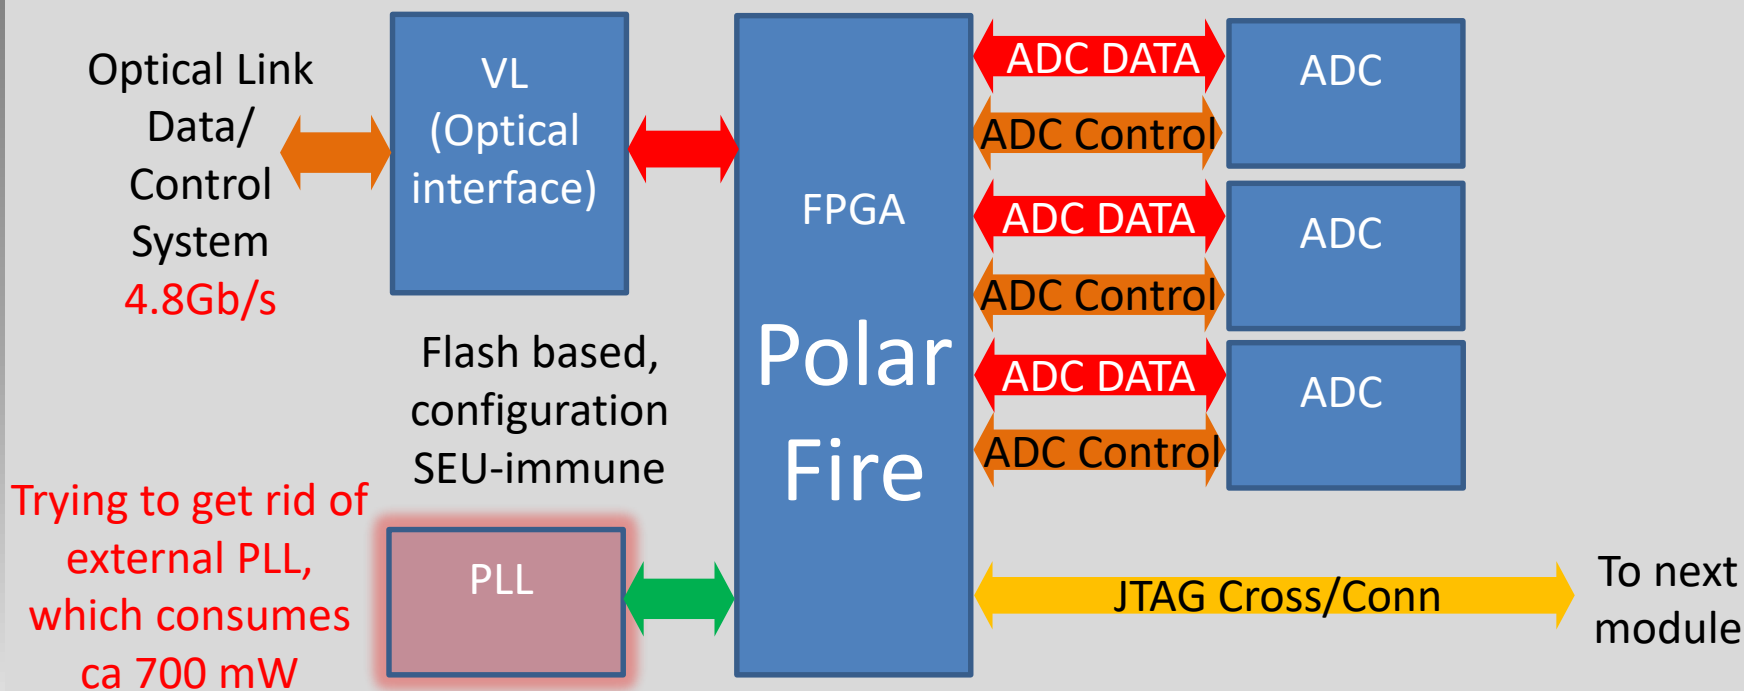 Optical Link
Data/
Control
System
4.8Gb/s
VL
(Optical
interface)
Flash based,
configuration
SEU-immune
Trying to get rid of
external PLL,
which consumes
ca 700 mW
PLL
FPGA
Polar
Fire
ADC DATA
ADC Control
ADC
ADC DATA
ADC Control
ADC
ADC DATA
ADC Control
ADC
JTAG Cross/Conn
To next
module